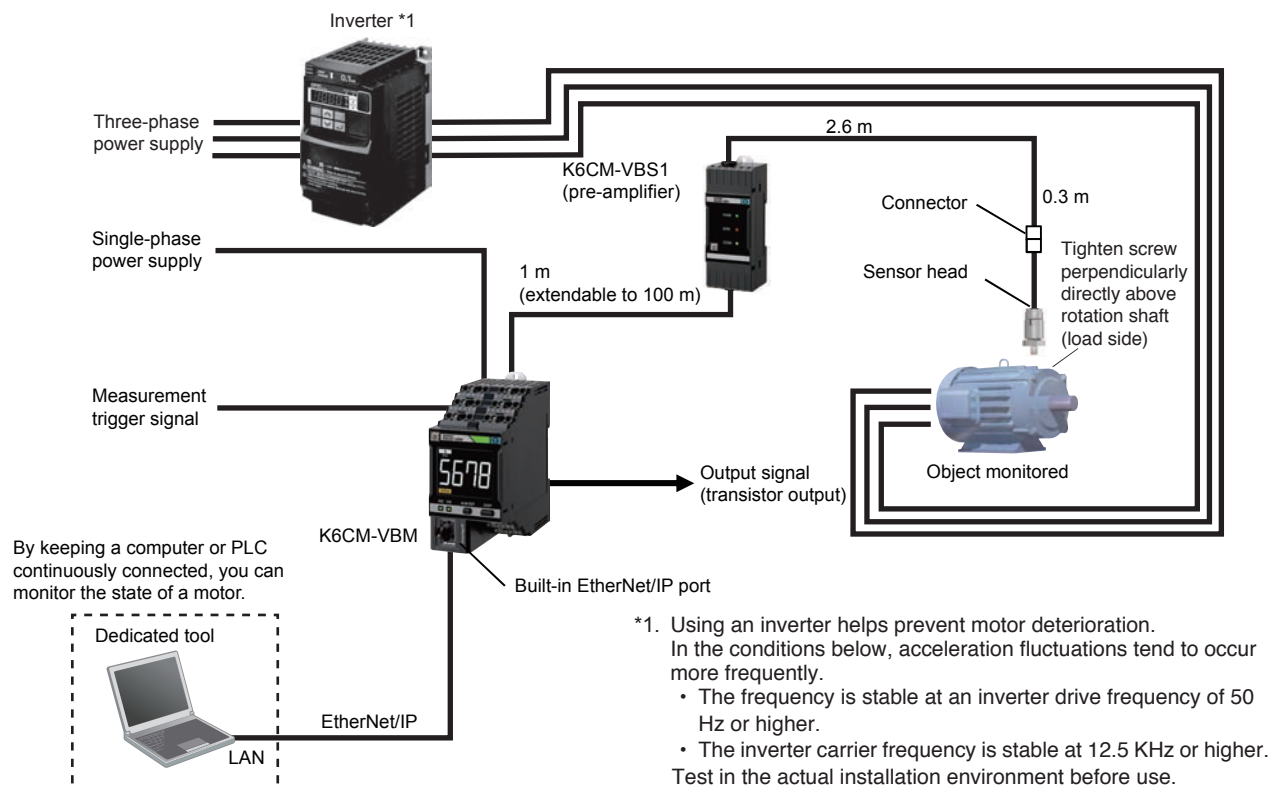 Inverter *1
Three-phase
power supply
K6CM-VBS1
(pre-amplifier)
2.6 m
Connector
0.3 m
Sensor head
Tighten screw
perpendicularly
directly above
rotation shaft
(load side)
Single-phase
power supply
1 m
(extendable to 100 m)
Measurement
trigger signal
5678
Output signal
(transistor output)
Object monitored
K6CM-VBM
Built-in EtherNet/IP port
By keeping a computer or PLC
continuously connected, you can
monitor the state of a motor.
Dedicated tool
EtherNet/IP
LAN
*1. Using an inverter helps prevent motor deterioration.
In the conditions below, acceleration fluctuations tend to occur
more frequently.
・ The frequency is stable at an inverter drive frequency of 50
Hz or higher.
・ The inverter carrier frequency is stable at 12.5 KHz or higher.
Test in the actual installation environment before use.